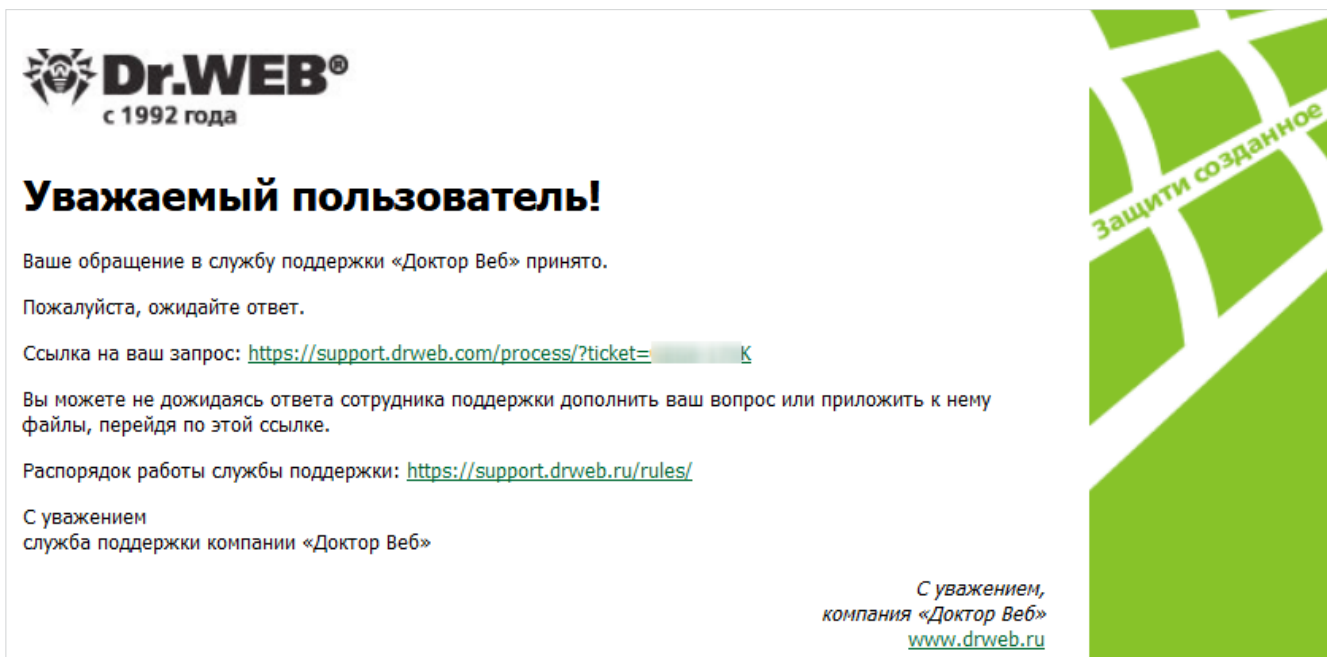 Dr.WEB®
с 1992 года
Защити созданное
Уважаемый пользователь!
Ваше обращение в службу поддержки «Доктор Веб» принято.
Пожалуйста, ожидайте ответ.
Ссылка на ваш запрос: https://support.drweb.com/process/?ticket= K
Вы можете не дожидаясь ответа сотрудника поддержки дополнить ваш вопрос или приложить к нему
файлы, перейдя по этой ссылке.
Распорядок работы службы поддержки: https://support.drweb.ru/rules/
С уважением
служба поддержки компании «Доктор Веб»
С уважением,
компания «Доктор Веб»
www.drweb.ru